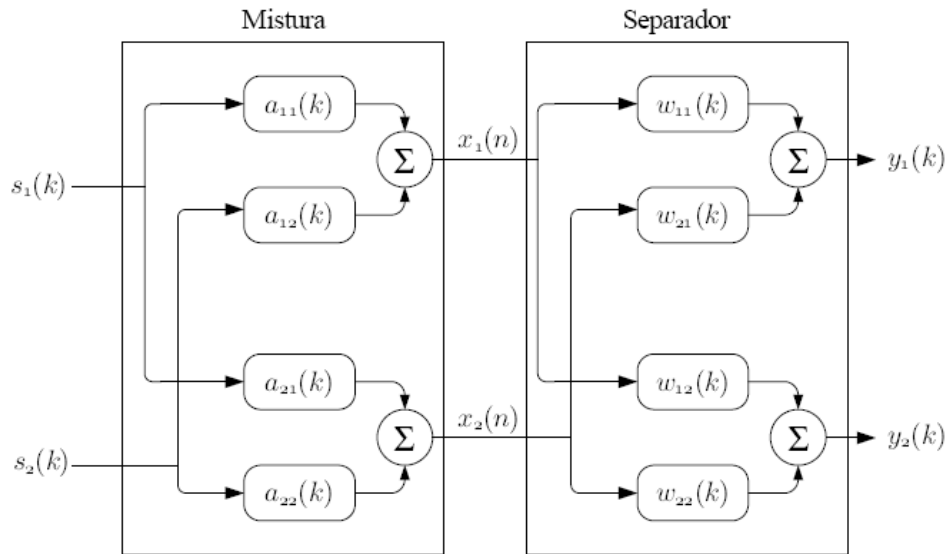 Mistura
Separador
a₁₁(k)
w₁₁(k)
Σ
x₁(n)
Σ
y₁(k)
s₁(k)
a₁₂(k)
w₂₁(k)
a₂₁(k)
w₁₂(k)
Σ
x₂(n)
Σ
y₂(k)
s₂(k)
a₂₂(k)
w₂₂(k)